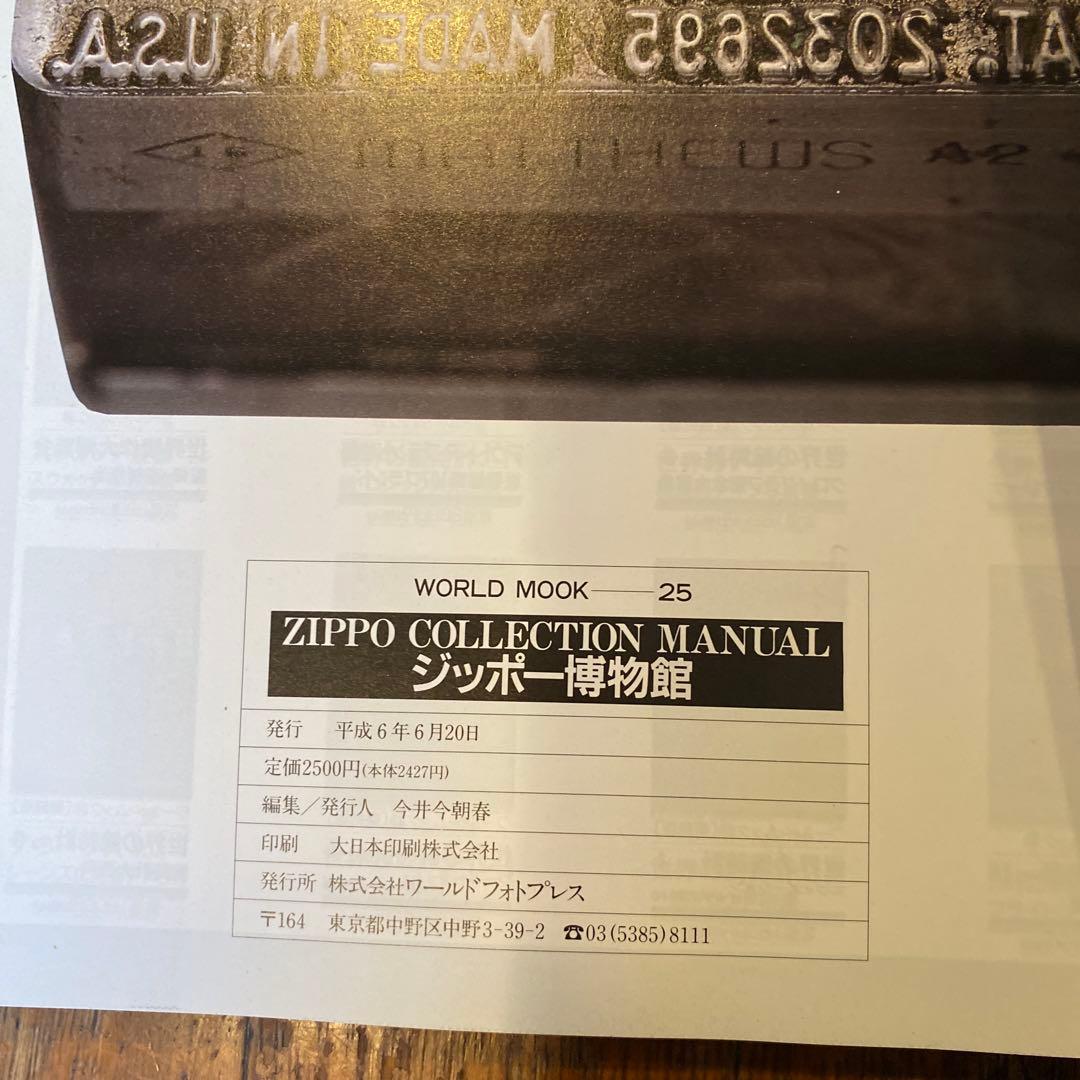 AT. 2032695 MADE IN U.S.A.
MATTHEWS
WORLD MOOK——25
ZIPPO COLLECTION MANUAL
ジッポー博物館
発行 平成6年6月20日
定価2500円(本体2427円)
編集／発行人 今井今朝春
印刷 大日本印刷株式会社
発行所 株式会社ワールドフォトプレス
〒164 東京都中野区中野3-39-2 ☎03(5385)8111